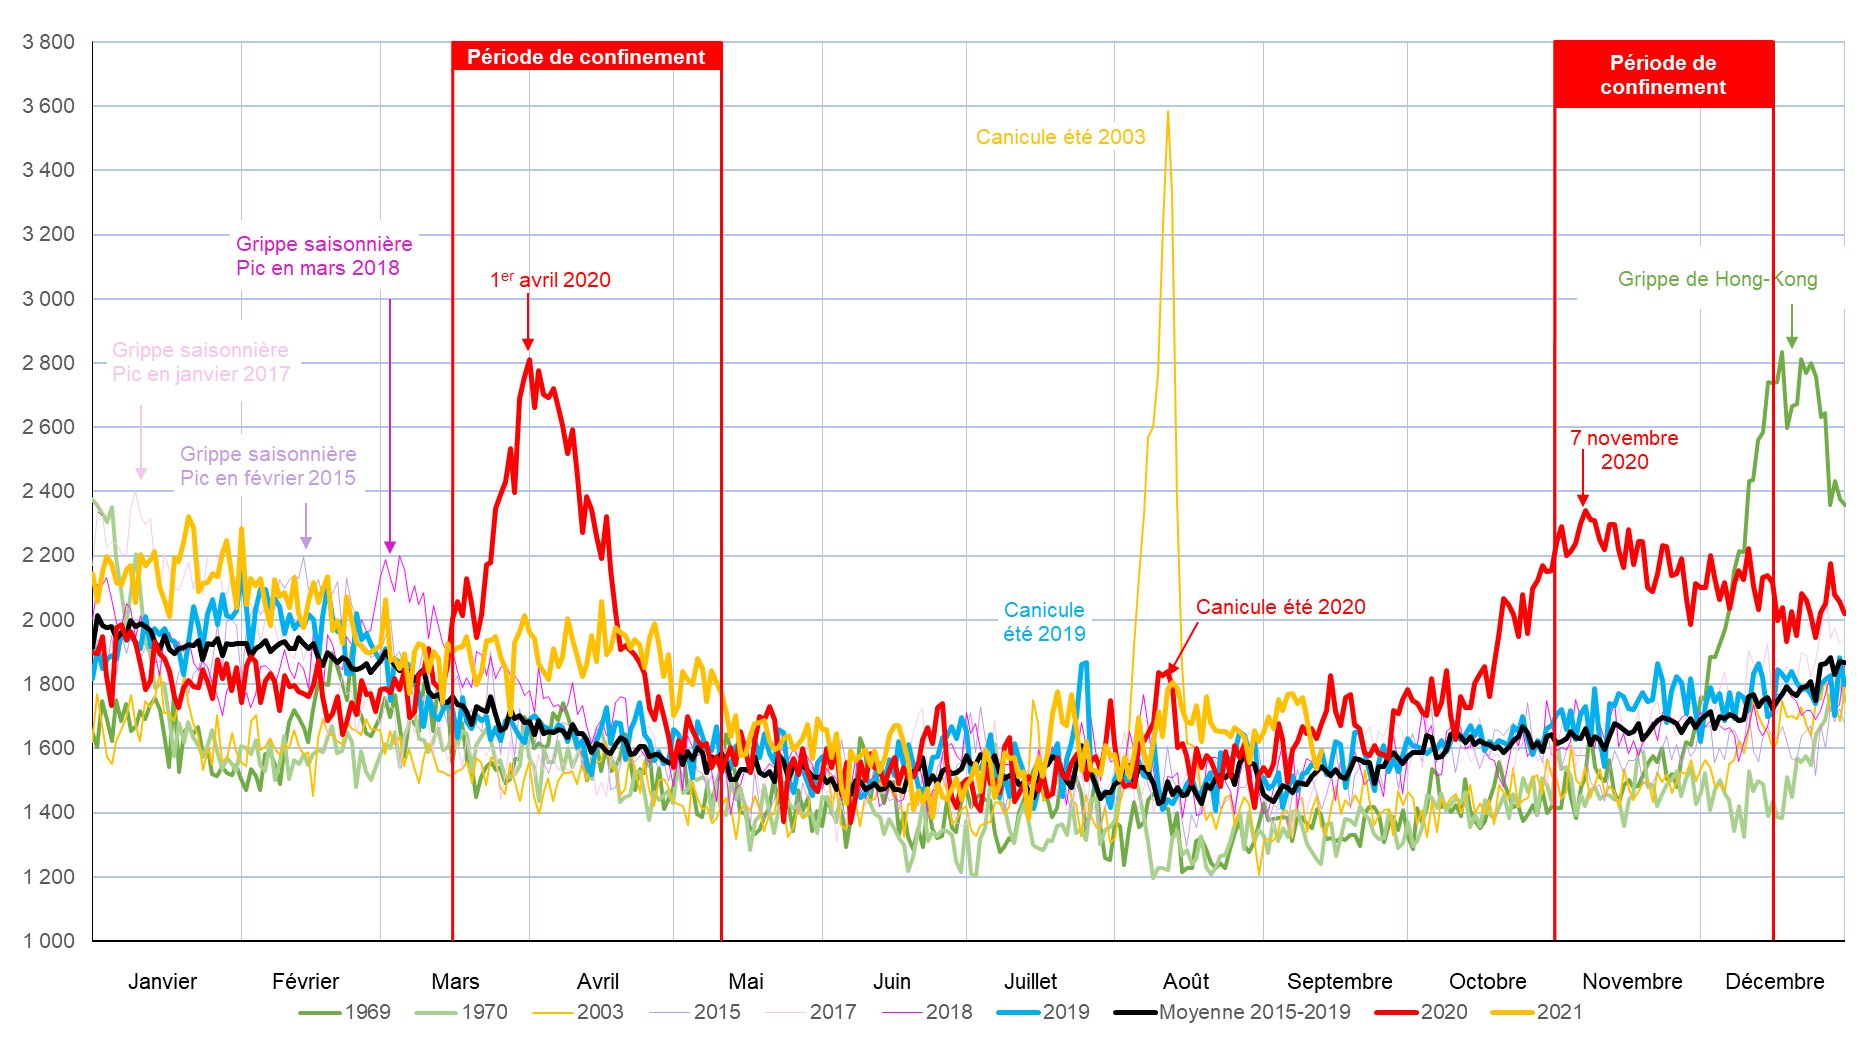 3 800
3 600
3 400
3 200
3 000
2 800
2 600
2 400
2 200
2 000
1 800
1 600
1 400
1 200
1 000
Période de confinement
Période de
confinement
Canicule été 2003
Grippe saisonnière
Pic en mars 2018
1er avril 2020
Grippe de Hong-Kong
Grippe saisonnière
Pic en janvier 2017
Grippe saisonnière
Pic en février 2015
7 novembre
2020
Canicule
été 2019
Canicule été 2020
Janvier Février Mars Avril Mai Juin Juillet Août Septembre Octobre Novembre Décembre
1969 1970 2003 2015 2017 2018 2019 Moyenne 2015-2019 2020 2021